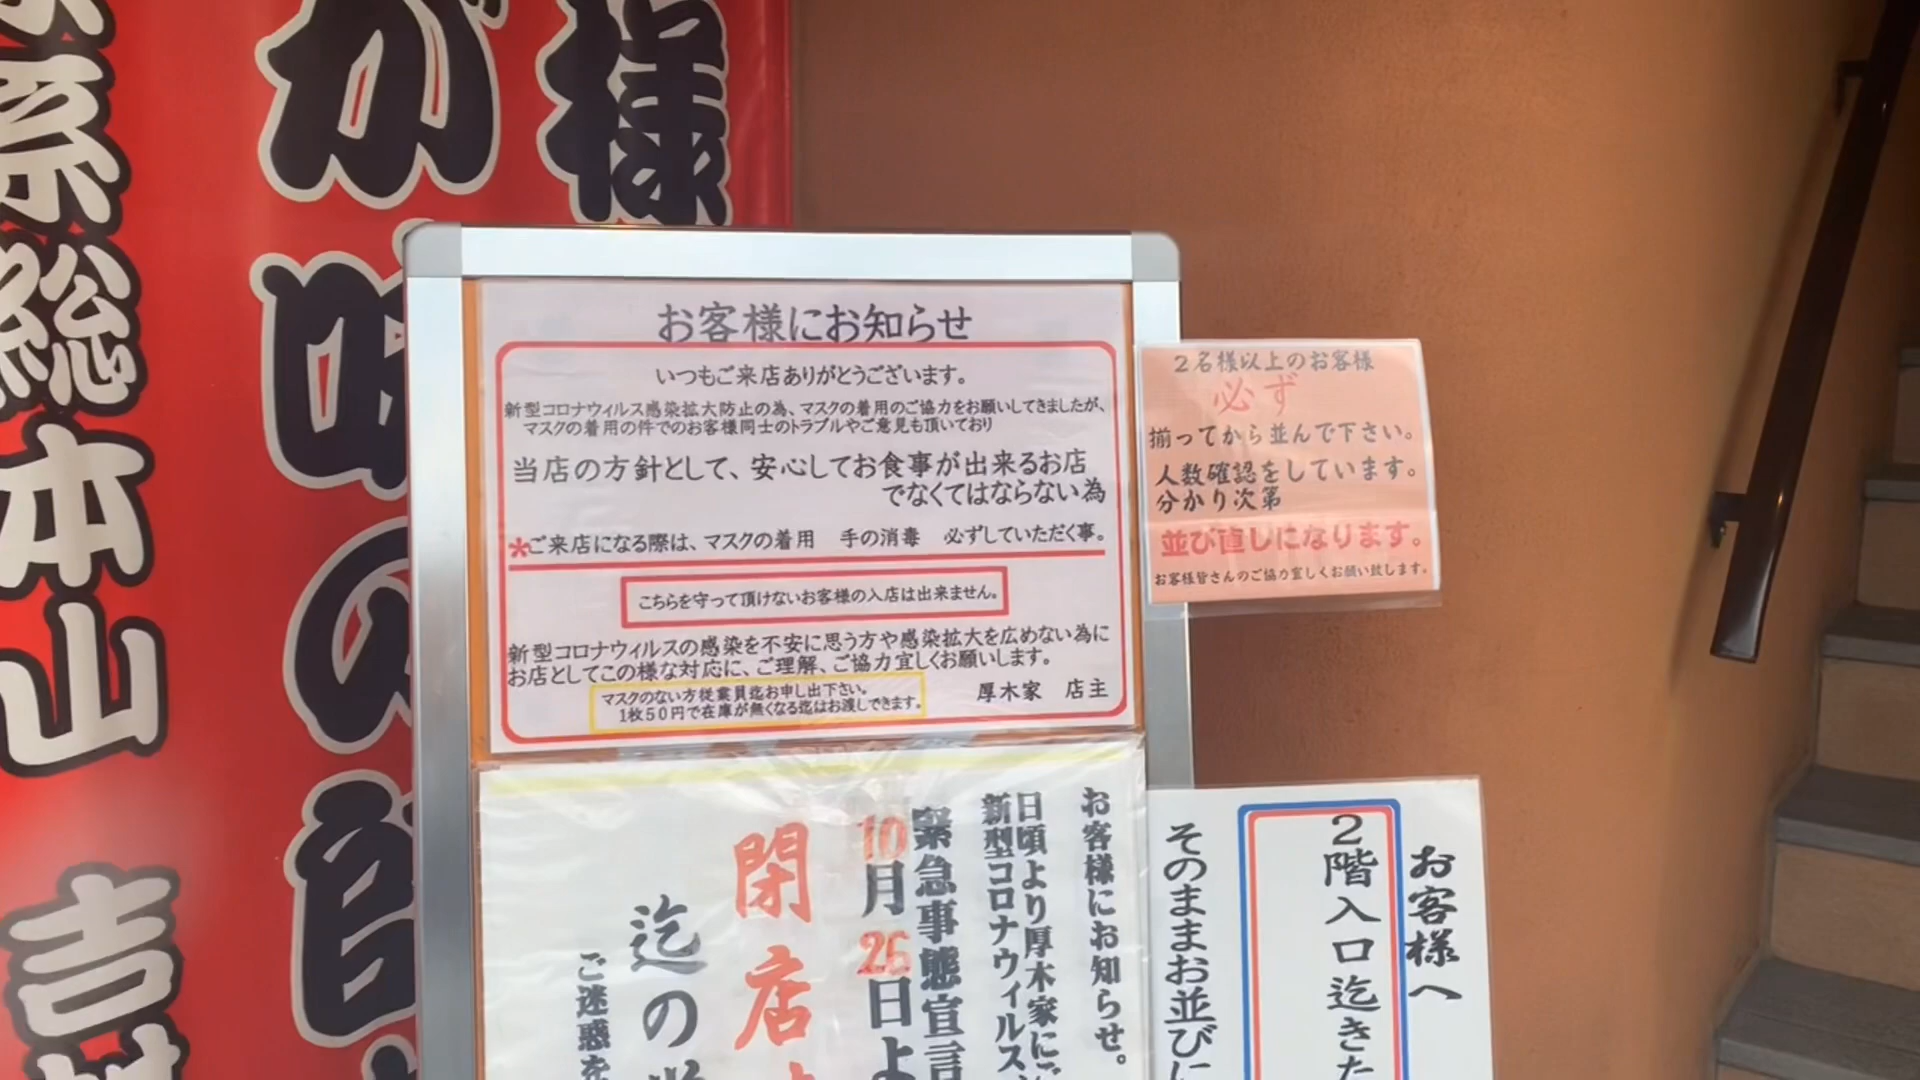 様
が味の
系総本山 吉
お客様にお知らせ
いつもご来店ありがとうございます。
新型コロナウィルス感染拡大防止の為、マスクの着用のご協力をお願いしてきましたが、
マスクの着用の件でのお客様同士のトラブルやご意見も頂いており
当店の方針として、安心してお食事が出来るお店
でなくてはならない為
*ご来店になる際は、マスクの着用 手の消毒 必ずしていただく事。
こちらを守って頂けないお客様の入店は出来ません。
新型コロナウィルスの感染を不安に思う方や感染拡大を広めない為に
お店としてこの様な対応に、ご理解、ご協力宜しくお願いします。
マスクのない方従業員迄お申し出下さい。
1枚50円で在庫が無くなる迄はお渡しできます。
厚木家 店主
2名様以上のお客様
必ず
揃ってから並んで下さい。
人数確認をしています。
分かり次第
並び直しになります。
お客様皆さんのご協力宜しくお願い致します。
お客様にお知らせ。
日頃より厚木家にご
新型コロナウィルス
緊急事態宣言
10月26日よ
閉店
迄の
ご迷惑を
お客様へ
2階入口迄きた
そのままお並びに